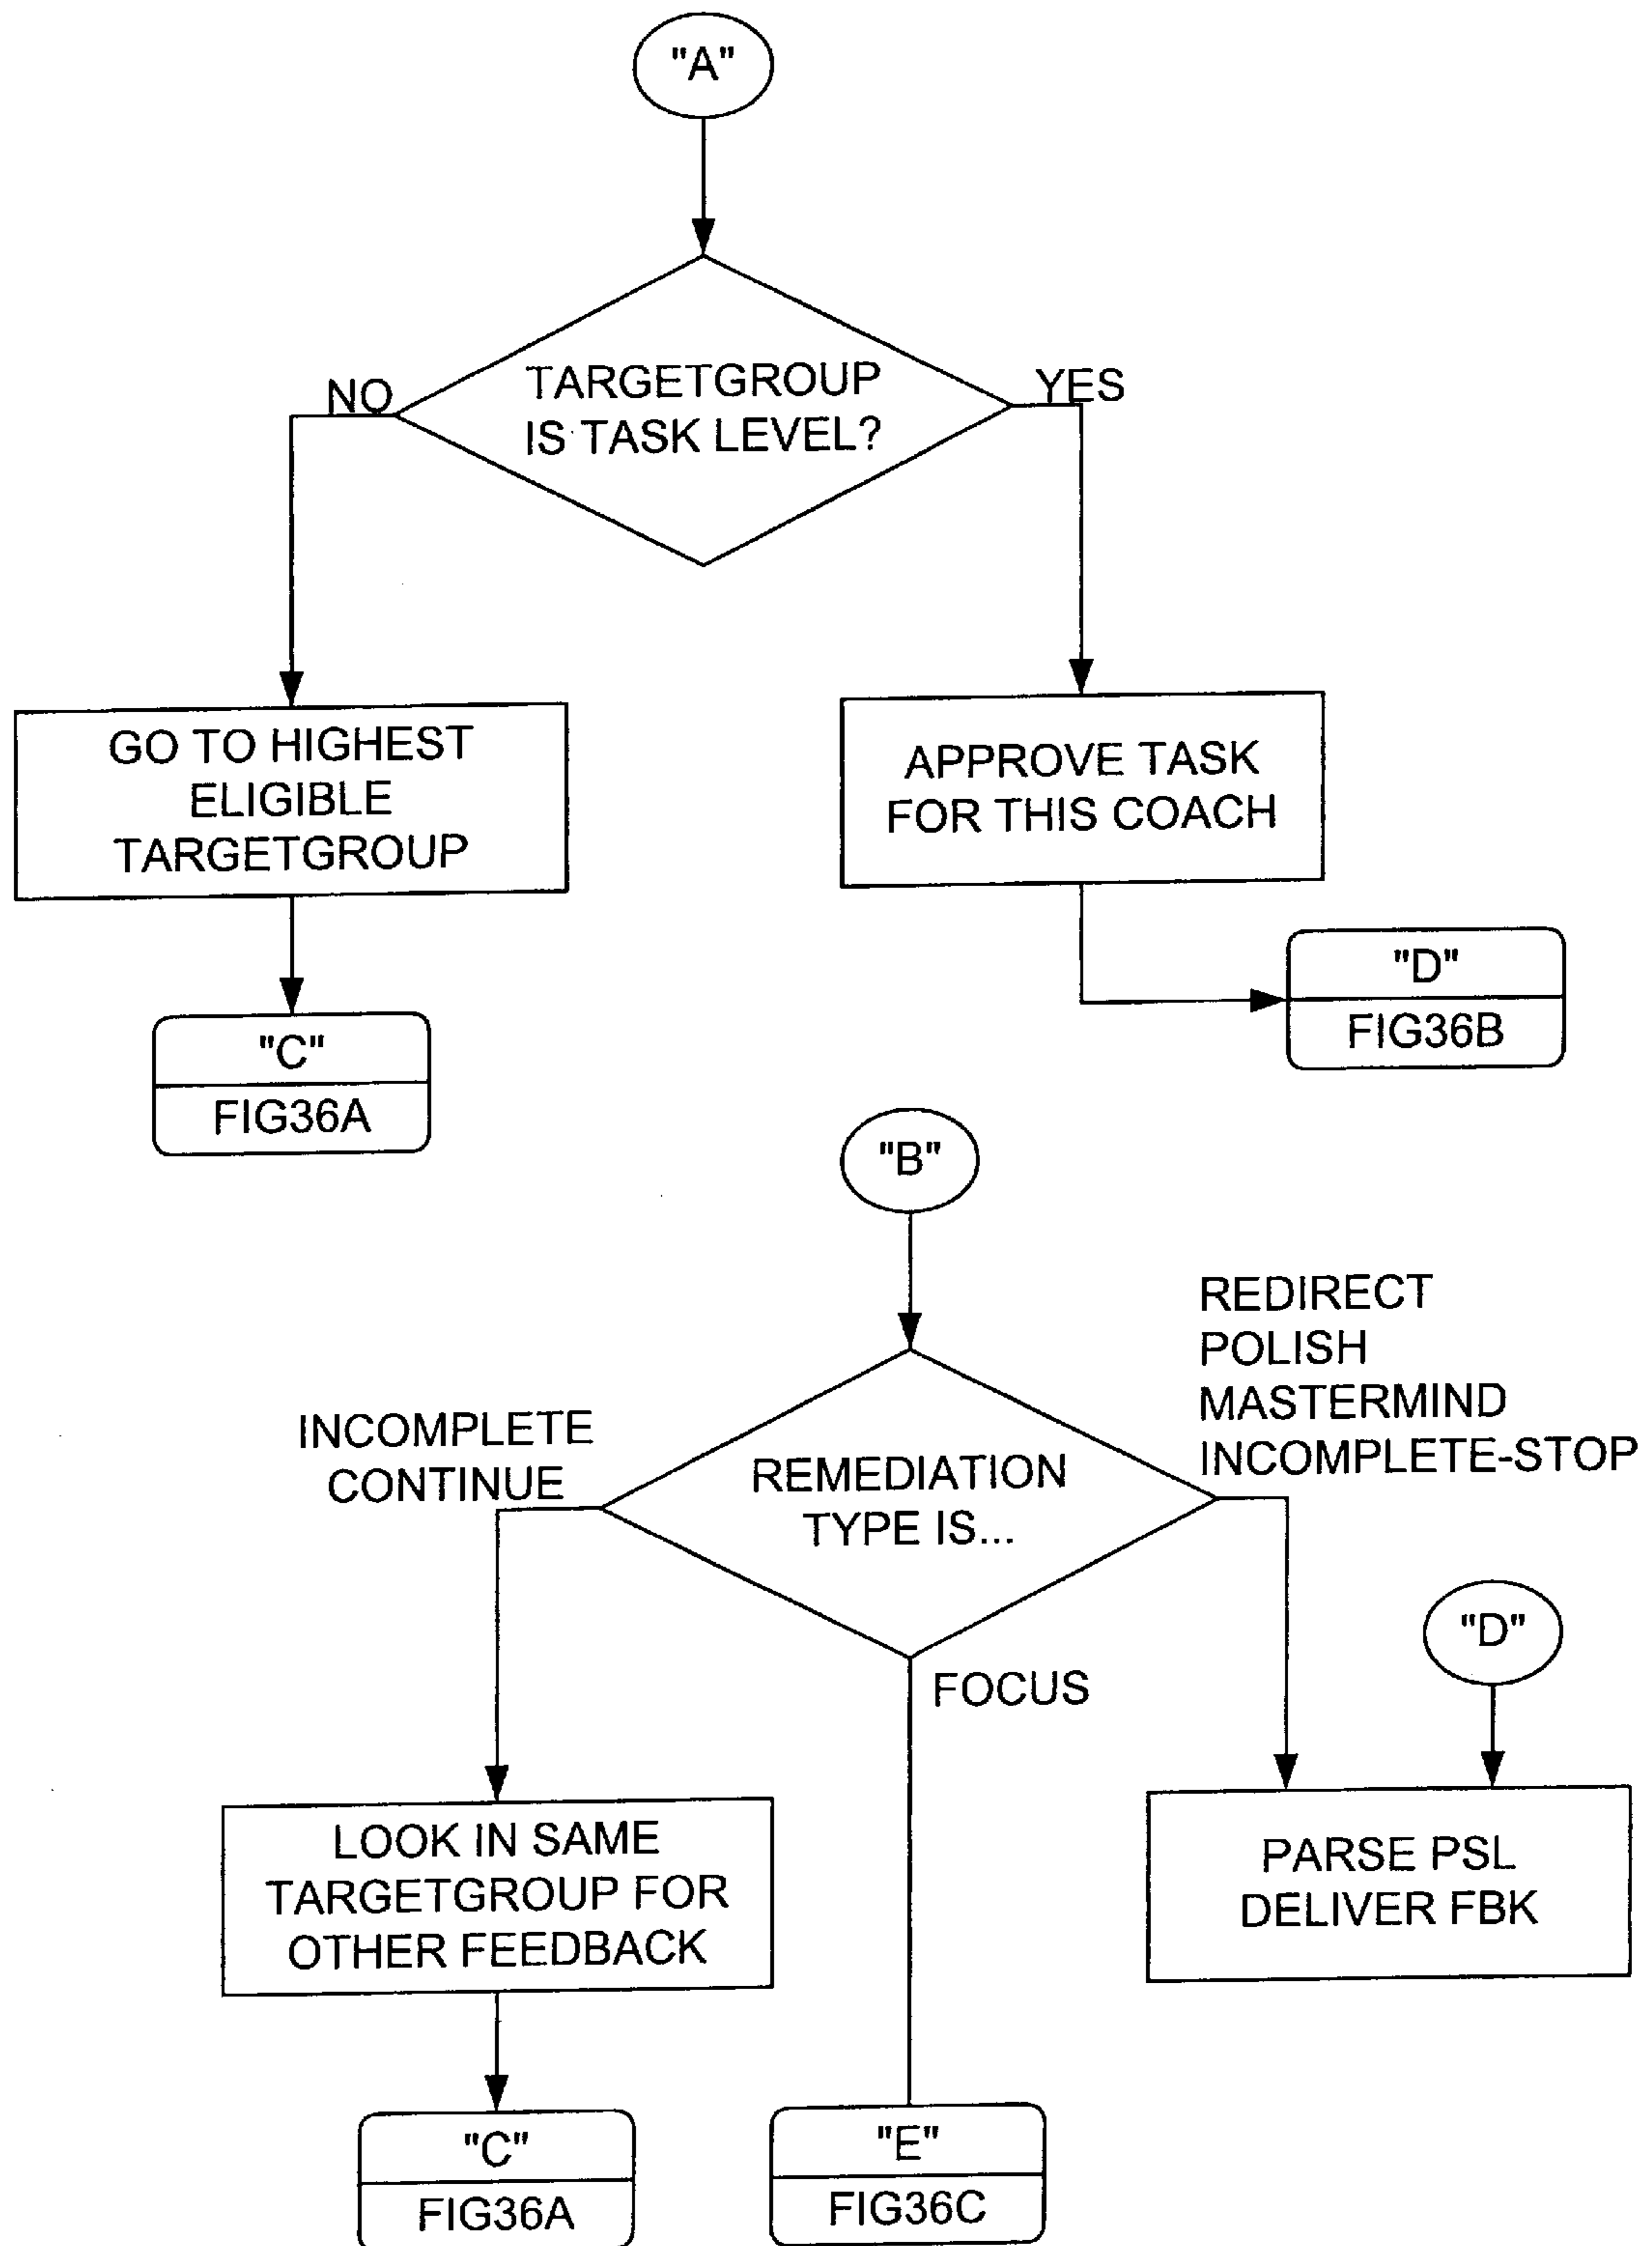 "A"
NO
TARGETGROUP
IS TASK LEVEL?
YES
GO TO HIGHEST
ELIGIBLE
TARGETGROUP
APPROVE TASK
FOR THIS COACH
"D"
FIG36B
"C"
FIG36A
"B"
REDIRECT
POLISH
MASTERMIND
INCOMPLETE-STOP
INCOMPLETE
CONTINUE
REMEDIATION
TYPE IS...
"D"
FOCUS
LOOK IN SAME
TARGETGROUP FOR
OTHER FEEDBACK
PARSE PSL
DELIVER FBK
"C"
FIG36A
"E"
FIG36C